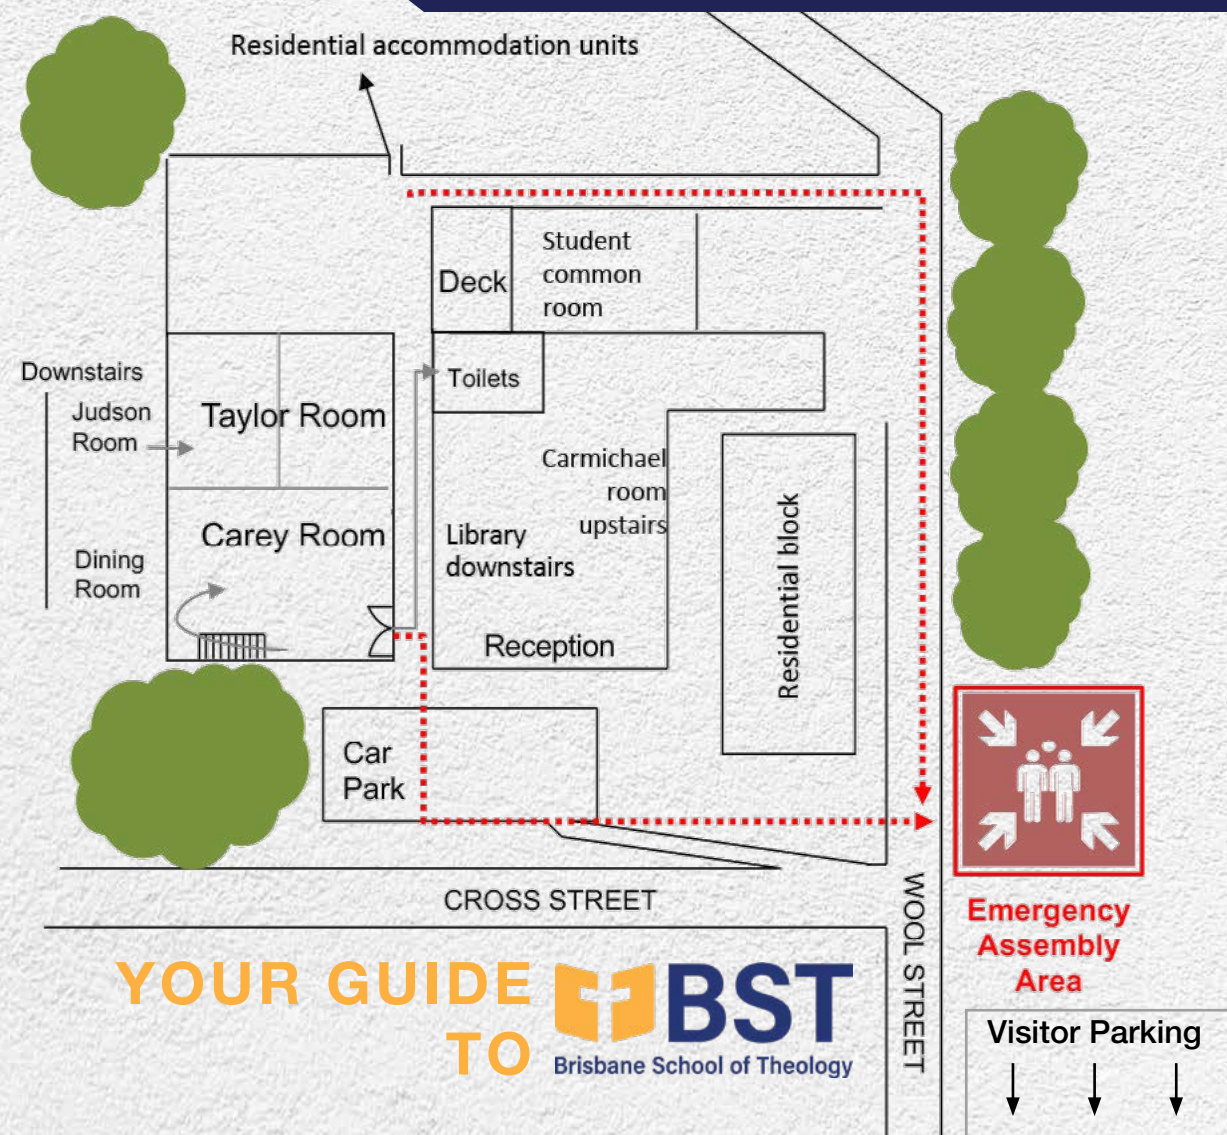 Residential accommodation units
Student
common
room
Deck
Toilets
Downstairs
Judson
Room
Taylor Room
Carmichael
room
upstairs
Carey Room
Library
downstairs
Dining
Room
Reception
Residential block
Car
Park
CROSS STREET
WOOL STREET
Emergency
Assembly
Area
Visitor Parking
YOUR GUIDE
TO
BST
Brisbane School of Theology